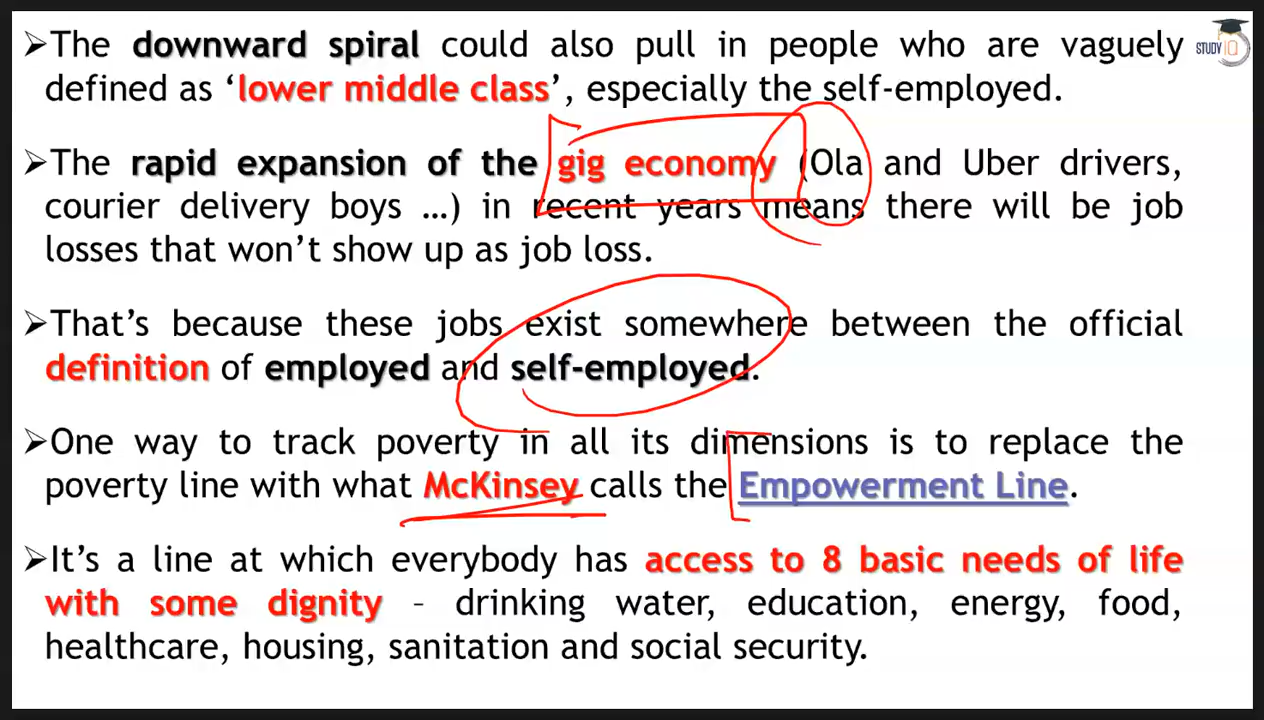 ➢The downward spiral could also pull in people who are vaguely
defined as ‘lower middle class’, especially the self-employed.
➢The rapid expansion of the gig economy (Ola and Uber drivers,
courier delivery boys …) in recent years means there will be job
losses that won’t show up as job loss.
➢That’s because these jobs exist somewhere between the official
definition of employed and self-employed.
➢One way to track poverty in all its dimensions is to replace the
poverty line with what McKinsey calls the Empowerment Line.
➢It’s a line at which everybody has access to 8 basic needs of life
with some dignity – drinking water, education, energy, food,
healthcare, housing, sanitation and social security.
STUDY IQ